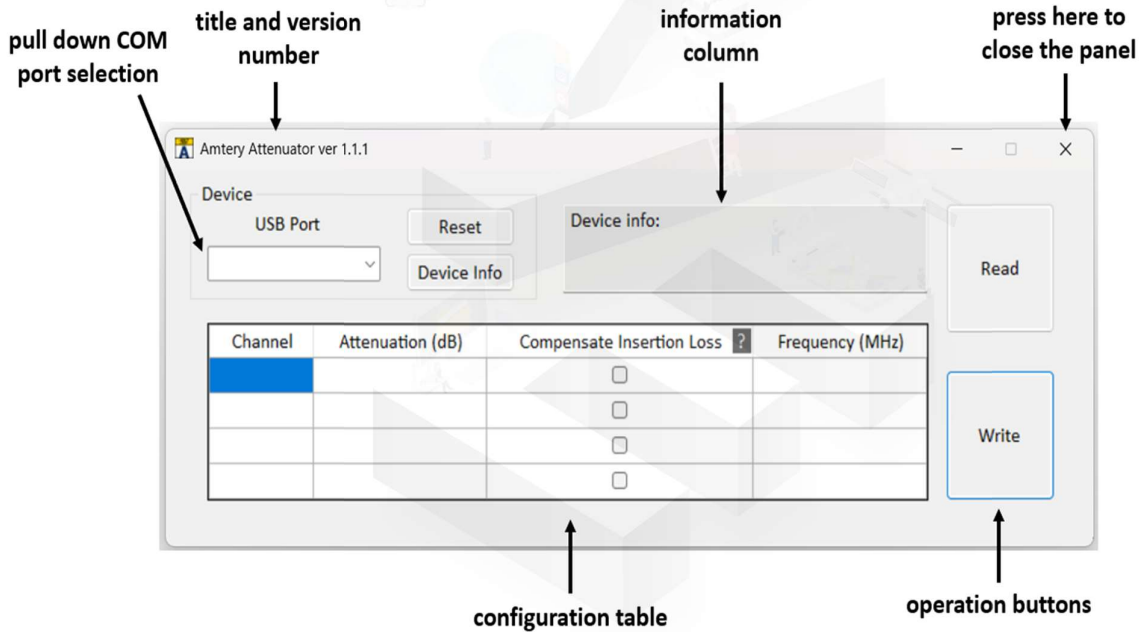 pull down COM
port selection
title and version
number
information
column
press here to
close the panel
Amtery Attenuator ver 1.1.1
Device
USB Port
Reset
Device Info
Device info:
Read
Channel Attenuation (dB) Compensate Insertion Loss ? Frequency (MHz)
Write
configuration table
operation buttons